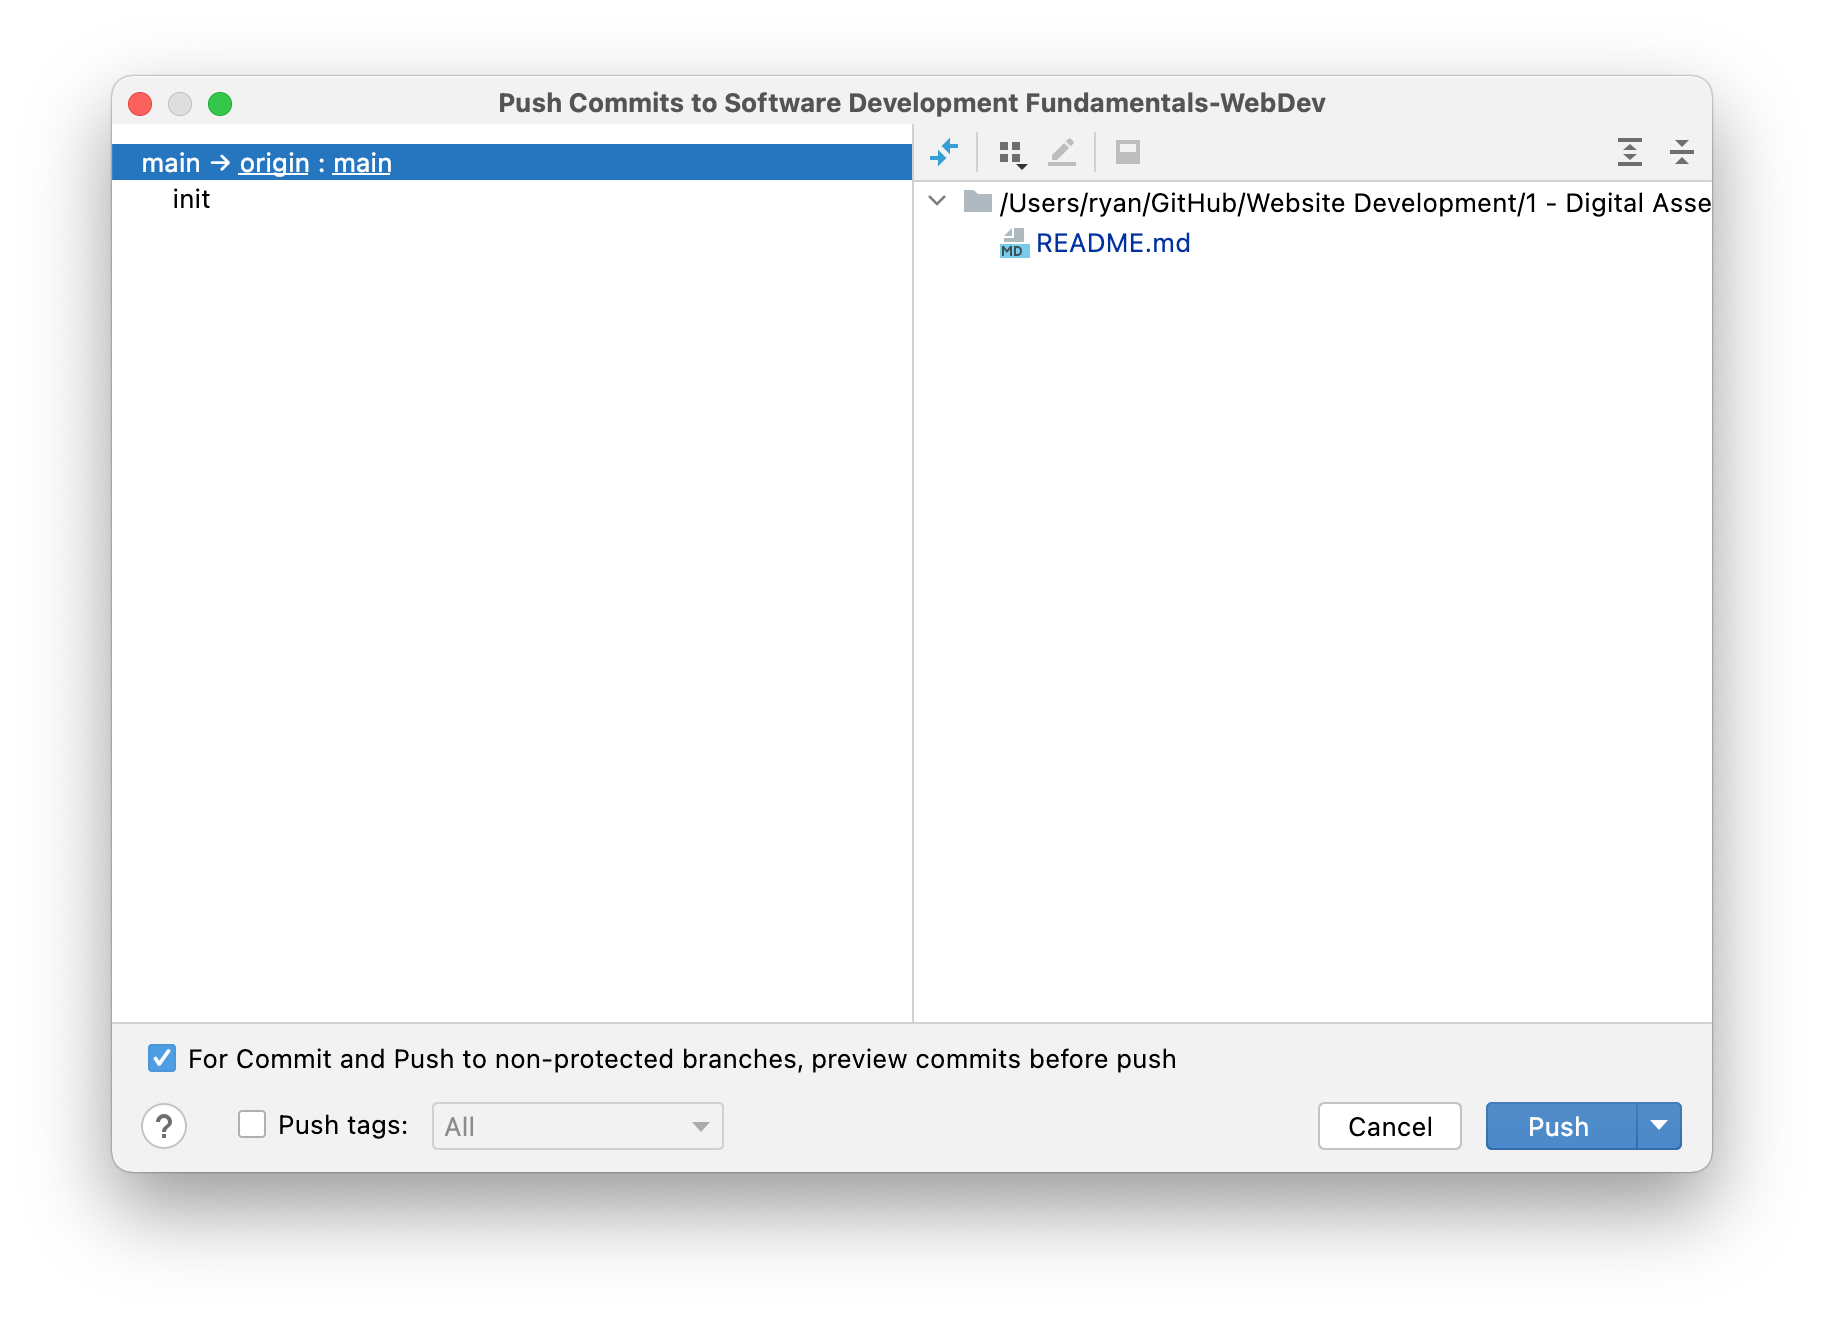 Push Commits to Software Development Fundamentals-WebDev
main → origin : main
init
/Users/ryan/GitHub/Website Development/1 - Digital Asse
MD README.md
For Commit and Push to non-protected branches, preview commits before push
? Push tags: All Cancel Push